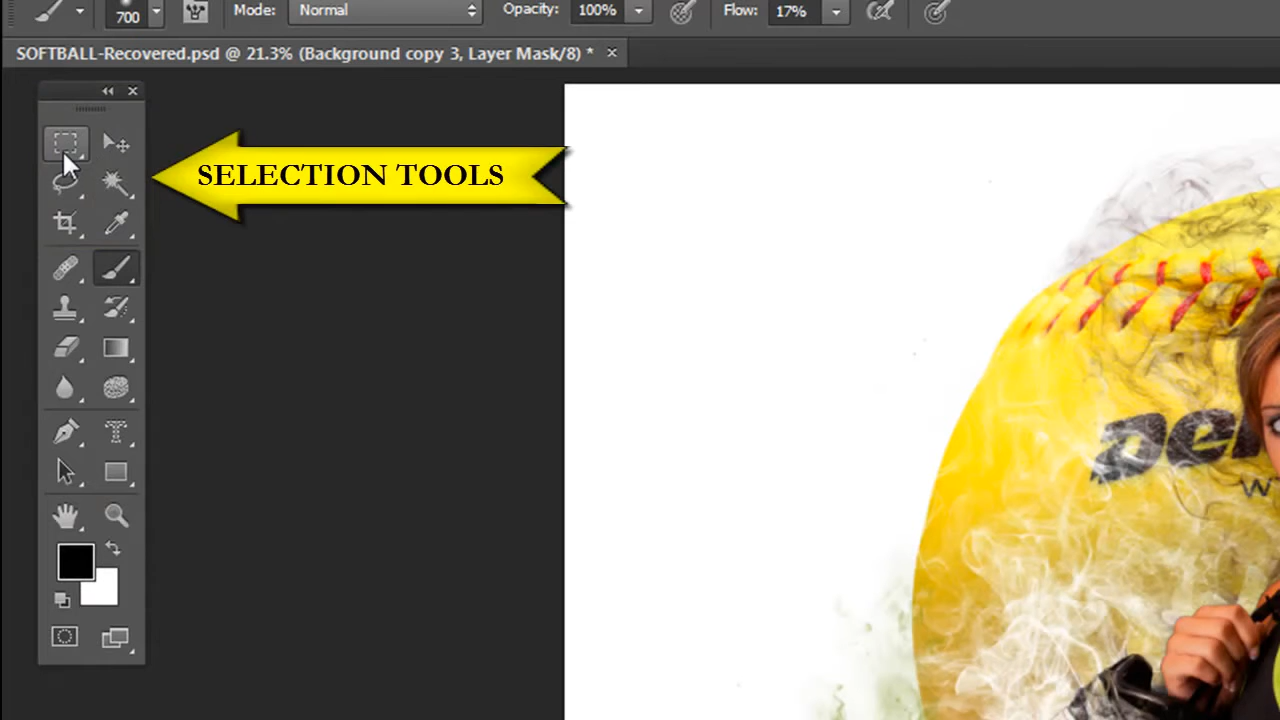 700 Mode: Normal Opacity: 100% Flow: 17%
SOFTBALL-Recovered.psd @ 21.3% (Background copy 3, Layer Mask/8) * ×
SELECTION TOOLS